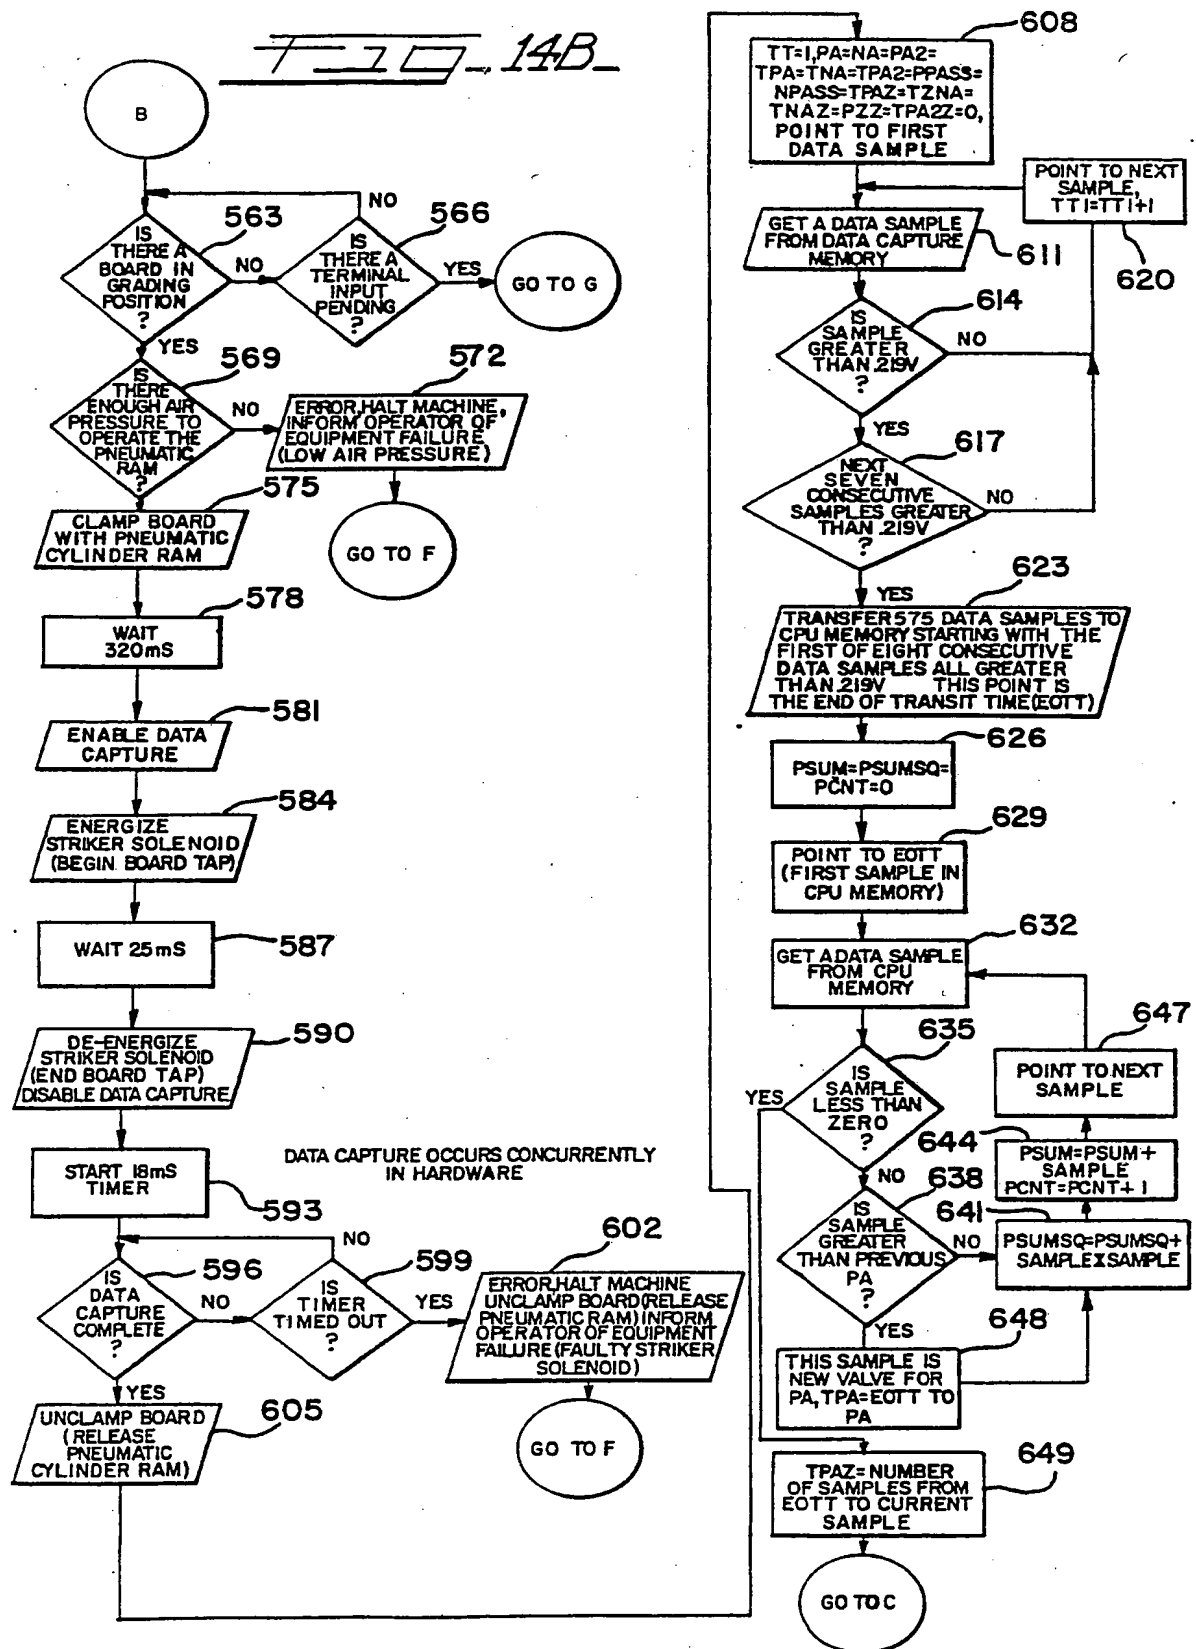 Fig. 14B
B
563
IS
THERE A
BOARD IN
GRADING
POSITION
?
NO
YES
566
IS
THERE A
TERMINAL
INPUT
PENDING
?
NO
YES
GO TO G
569
IS
THERE
ENOUGH AIR
PRESSURE TO
OPERATE THE
PNEUMATIC
RAM
?
NO
572
ERROR, HALT MACHINE,
INFORM OPERATOR OF
EQUIPMENT FAILURE
(LOW AIR PRESSURE)
GO TO F
575
CLAMP BOARD
WITH PNEUMATIC
CYLINDER RAM
578
WAIT
320mS
581
ENABLE DATA
CAPTURE
584
ENERGIZE
STRIKER SOLENOID
(BEGIN BOARD TAP)
WAIT 25mS
587
590
DE-ENERGIZE
STRIKER SOLENOID
(END BOARD TAP)
DISABLE DATA CAPTURE
START 18mS
TIMER
593
DATA CAPTURE OCCURS CONCURRENTLY
IN HARDWARE
596
IS
DATA
CAPTURE
COMPLETE
?
NO
YES
599
IS
TIMER
TIMED OUT
?
NO
YES
602
ERROR, HALT MACHINE
UNCLAMP BOARD (RELEASE
PNEUMATIC RAM) INFORM
OPERATOR OF EQUIPMENT
FAILURE (FAULTY STRIKER
SOLENOID)
GO TO F
605
UNCLAMP BOARD
(RELEASE
PNEUMATIC
CYLINDER RAM)
608
TT=1,PA=NA=PA2=
TPA=TNA=TPA2=PPASS=
NPASS=TPAZ=TZNA=
TNAZ=PZZ=TPA2Z=0,
POINT TO FIRST
DATA SAMPLE
POINT TO NEXT
SAMPLE,
TT1=TT1+1
620
GET A DATA SAMPLE
FROM DATA CAPTURE
MEMORY
611
614
IS
SAMPLE
GREATER
THAN .219V
?
NO
YES
617
NEXT
SEVEN
CONSECUTIVE
SAMPLES GREATER
THAN .219V
?
NO
YES
623
TRANSFER 575 DATA SAMPLES TO
CPU MEMORY STARTING WITH THE
FIRST OF EIGHT CONSECUTIVE
DATA SAMPLES ALL GREATER
THAN .219V THIS POINT IS
THE END OF TRANSIT TIME (EOTT)
626
PSUM=PSUMSQ=
PCNT=0
629
POINT TO EOTT
(FIRST SAMPLE IN
CPU MEMORY)
632
GET A DATA SAMPLE
FROM CPU
MEMORY
635
IS
SAMPLE
LESS THAN
ZERO
?
YES
NO
647
POINT TO NEXT
SAMPLE
644
PSUM=PSUM+
SAMPLE
PCNT=PCNT+1
638
IS
SAMPLE
GREATER
THAN PREVIOUS
PA
?
NO
YES
641
PSUMSQ=PSUMSQ+
SAMPLEXSAMPLE
648
THIS SAMPLE IS
NEW VALVE FOR
PA, TPA=EOTT TO
PA
649
TPAZ=NUMBER
OF SAMPLES FROM
EOTT TO CURRENT
SAMPLE
GO TO C